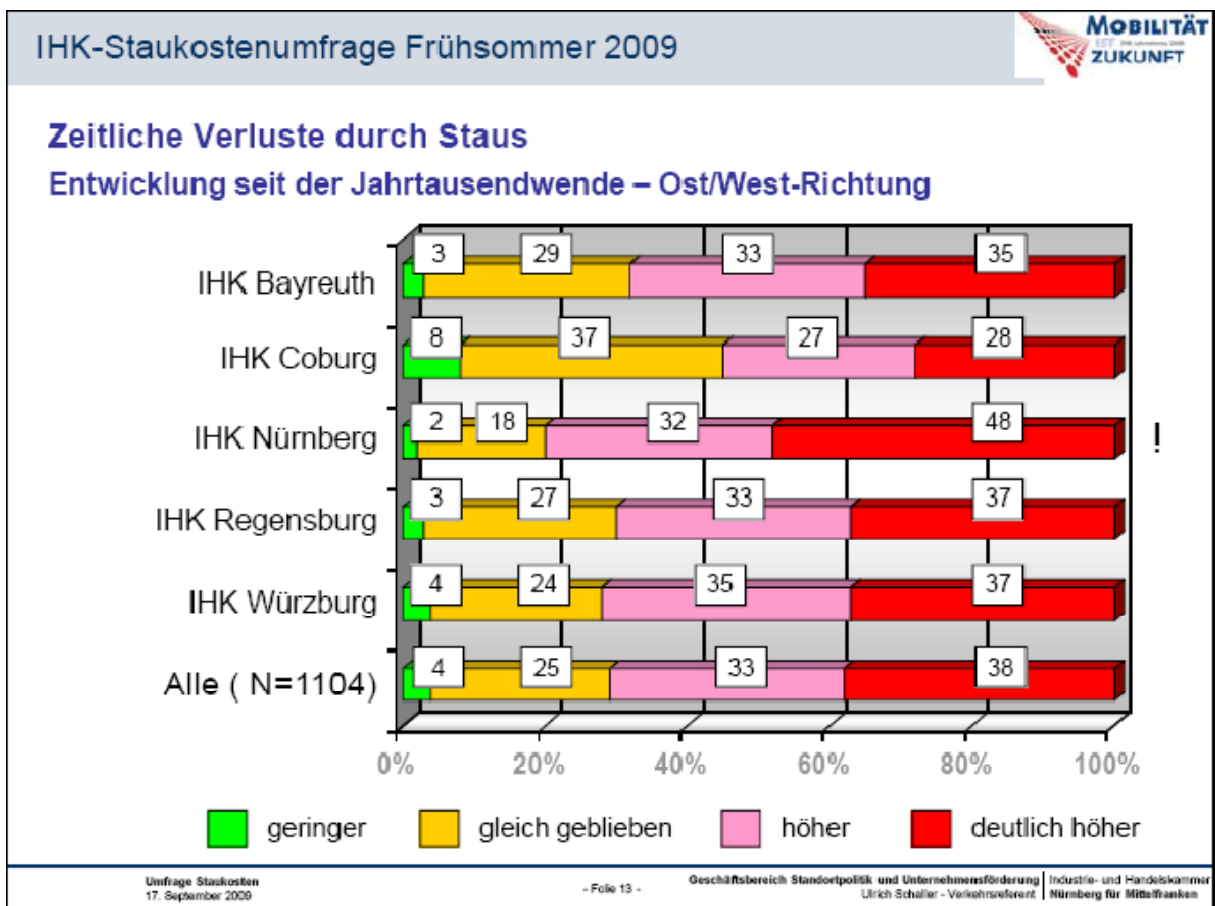 IHK-Staukostenumfrage Frühsommer 2009
MOBILITÄT
IST
ZUKUNFT
Zeitliche Verluste durch Staus
Entwicklung seit der Jahrtausendwende – Ost/West-Richtung
IHK Bayreuth 3 29 33 35
IHK Coburg 8 37 27 28
IHK Nürnberg 2 18 32 48 !
IHK Regensburg 3 27 33 37
IHK Würzburg 4 24 35 37
Alle ( N=1104) 4 25 33 38
0% 20% 40% 60% 80% 100%
geringer gleich geblieben höher deutlich höher
Umfrage Staukosten
17. September 2009
- Folie 13 -
Geschäftsbereich Standortpolitik und Unternehmensförderung
Ulrich Schaller - Verkehrsreferent
Industrie- und Handelskammer
Nürnberg für Mittelfranken